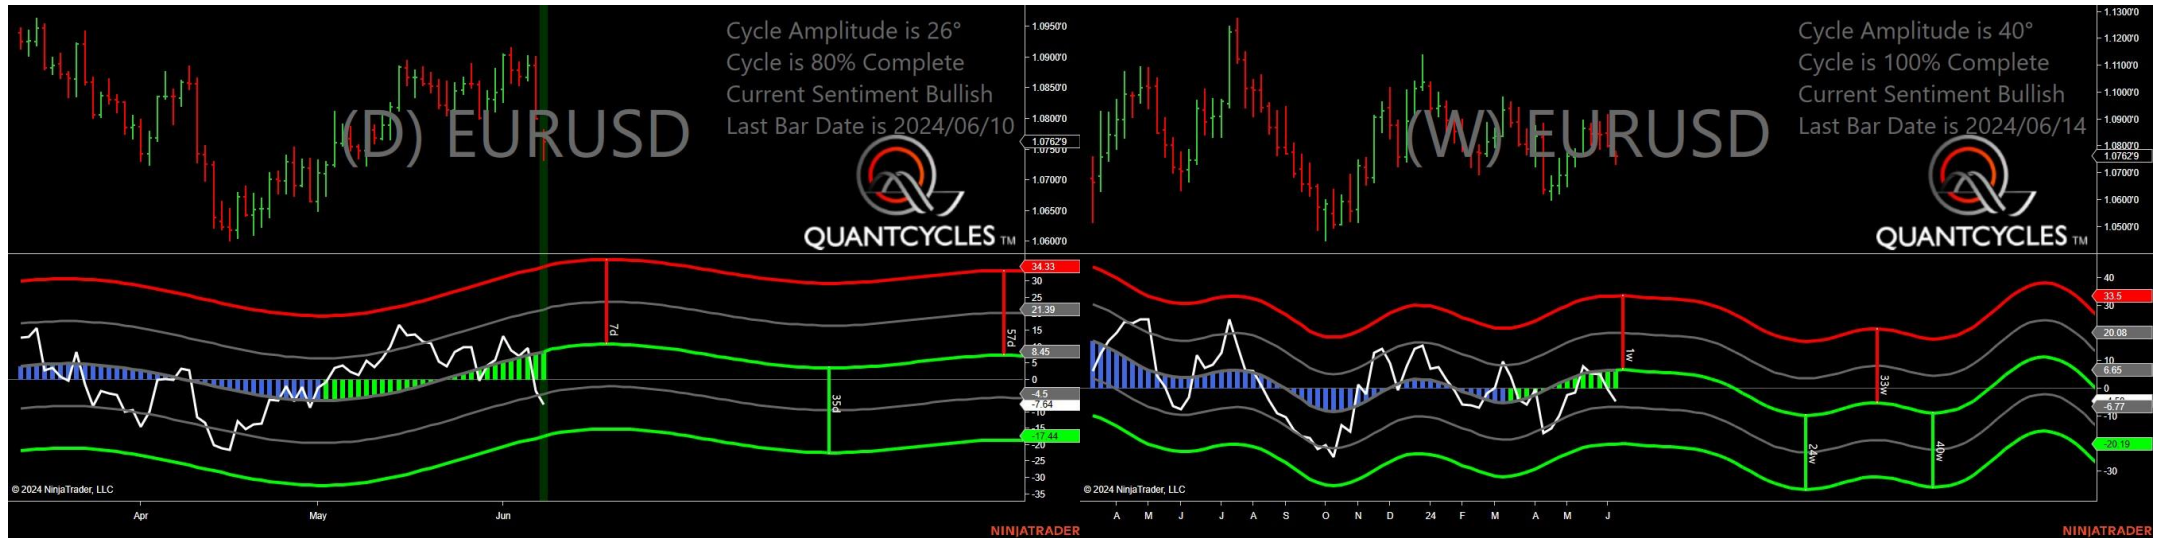 Cycle Amplitude is 26°
Cycle is 80% Complete
Current Sentiment Bullish
Last Bar Date is 2024/06/10
(D) EURUSD
QUANTCYCLES TM
1.0950'0
1.0900'0
1.0850'0
1.0800'0
1.0762'9
1.0700'0
1.0650'0
1.0600'0
34.33
30
25
21.39
15
10
8.45
5
0
-4.5
-7.64
-10
-15
-17.44
-20
-25
-30
-35
7d
35d
57d
© 2024 NinjaTrader, LLC
Apr
May
Jun
NINJATRADER
Cycle Amplitude is 40°
Cycle is 100% Complete
Current Sentiment Bullish
Last Bar Date is 2024/06/14
(W) EURUSD
QUANTCYCLES TM
1.1300'0
1.1200'0
1.1100'0
1.1000'0
1.0900'0
1.0800'0
1.0762'9
1.0700'0
1.0600'0
1.0500'0
40
33.5
30
20.08
10
6.65
0
-6.77
-10
-20.19
-30
1w
24w
33w
40w
© 2024 NinjaTrader, LLC
A M J J A S O N D 24 F M A M J
NINJATRADER